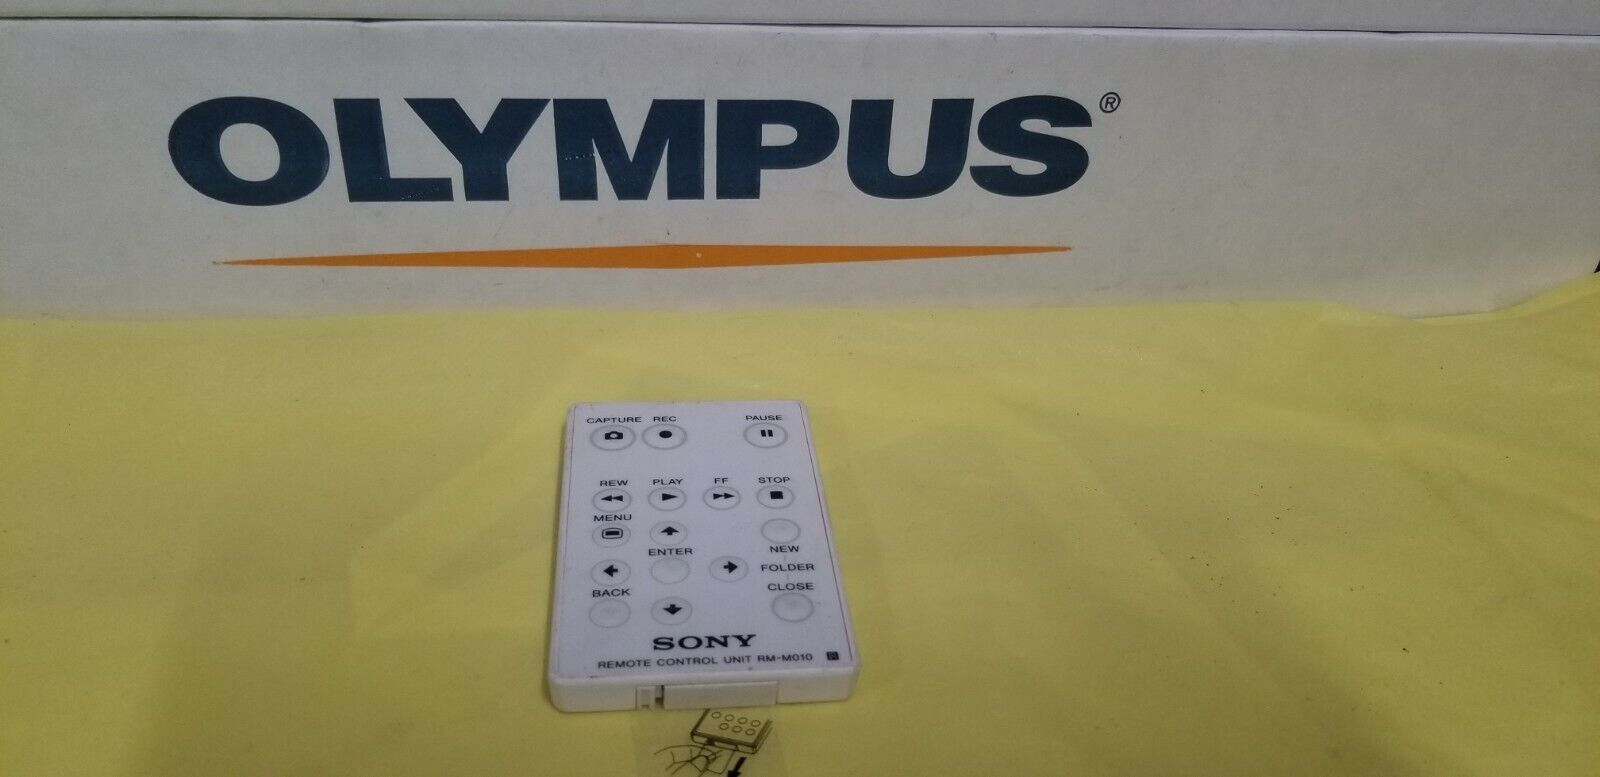 OLYMPUS®
CAPTURE REC PAUSE
REW PLAY FF STOP
MENU
ENTER NEW
FOLDER
BACK CLOSE
SONY
REMOTE CONTROL UNIT RM-M010